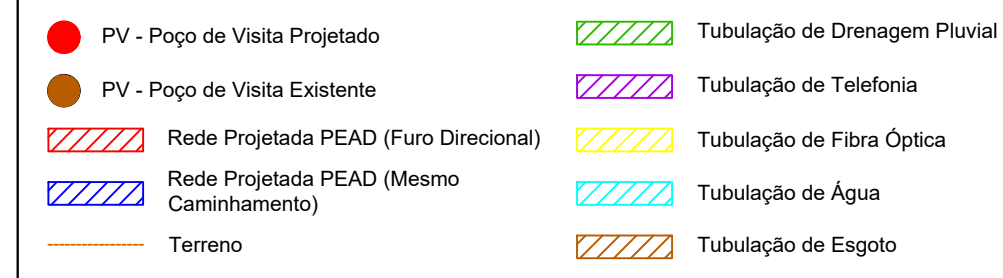 PV - Poço de Visita Projetado
PV - Poço de Visita Existente
Rede Projetada PEAD (Furo Direcional)
Rede Projetada PEAD (Mesmo
Caminhamento)
Terreno
Tubulação de Drenagem Pluvial
Tubulação de Telefonia
Tubulação de Fibra Óptica
Tubulação de Água
Tubulação de Esgoto